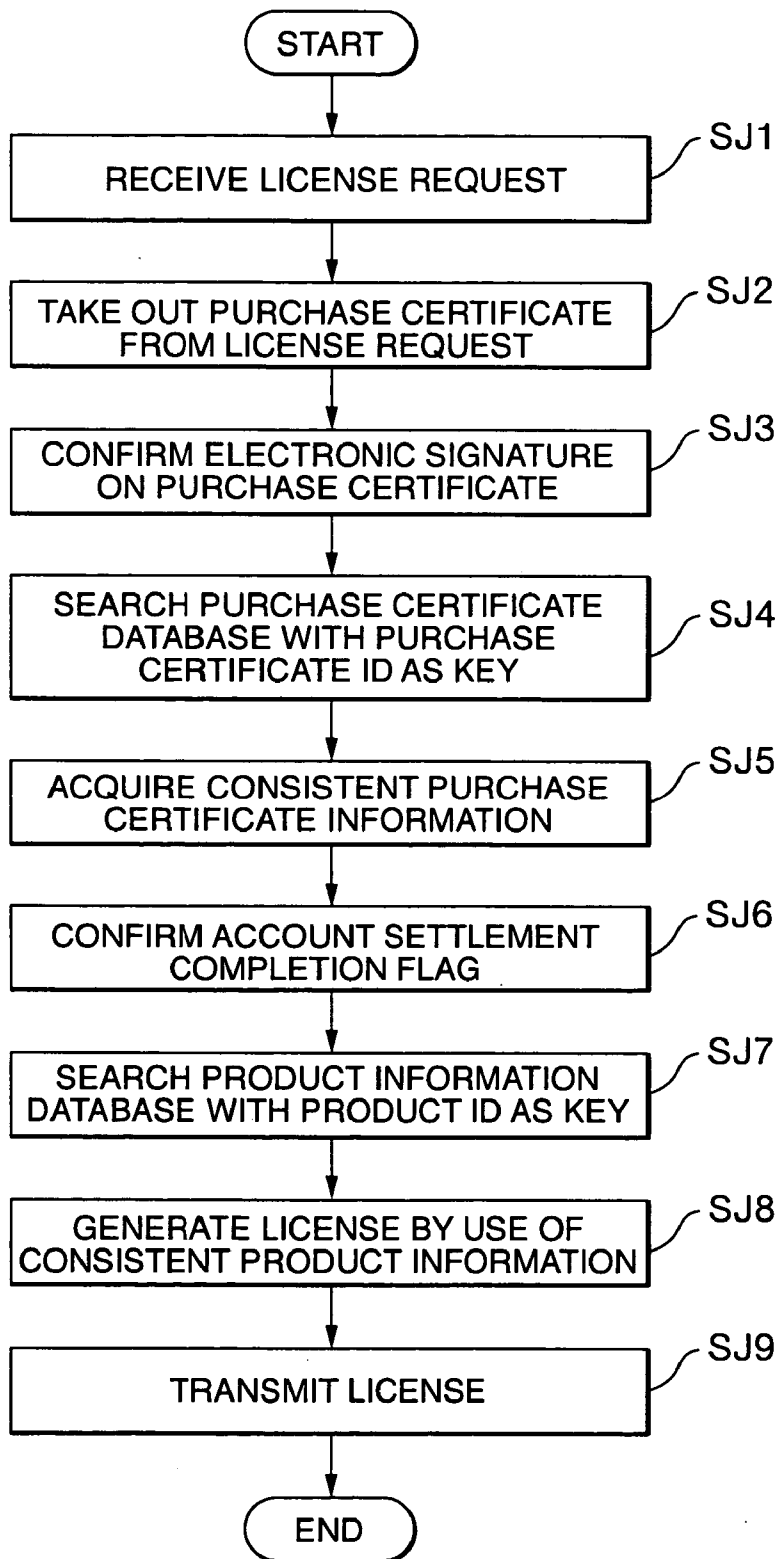 START
SJ1
RECEIVE LICENSE REQUEST
SJ2
TAKE OUT PURCHASE CERTIFICATE
FROM LICENSE REQUEST
SJ3
CONFIRM ELECTRONIC SIGNATURE
ON PURCHASE CERTIFICATE
SJ4
SEARCH PURCHASE CERTIFICATE
DATABASE WITH PURCHASE
CERTIFICATE ID AS KEY
SJ5
ACQUIRE CONSISTENT PURCHASE
CERTIFICATE INFORMATION
SJ6
CONFIRM ACCOUNT SETTLEMENT
COMPLETION FLAG
SJ7
SEARCH PRODUCT INFORMATION
DATABASE WITH PRODUCT ID AS KEY
SJ8
GENERATE LICENSE BY USE OF
CONSISTENT PRODUCT INFORMATION
SJ9
TRANSMIT LICENSE
END